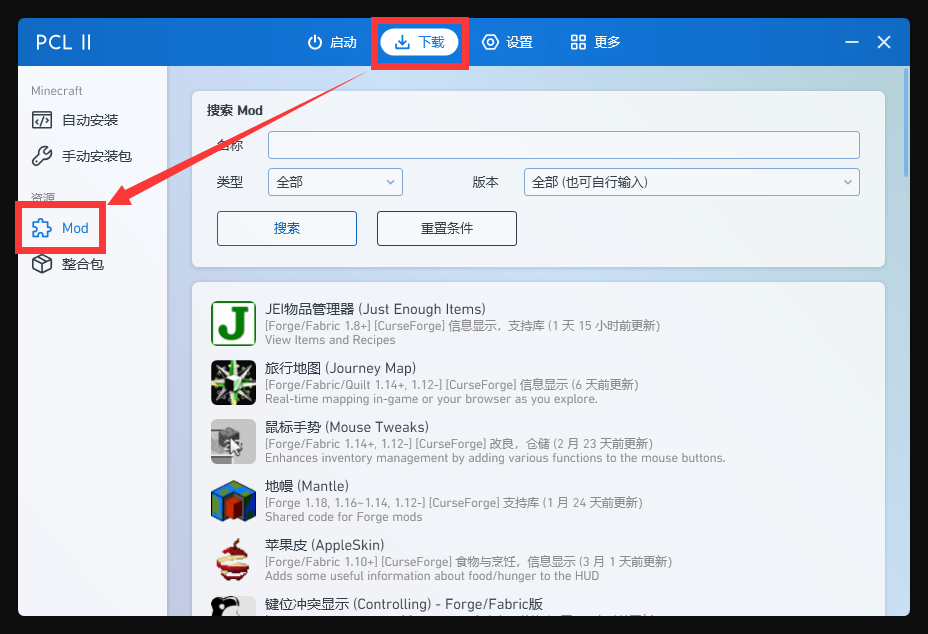 PCL II
启动
下载
设置
更多
Minecraft
自动安装
手动安装包
资源
Mod
整合包
搜索 Mod
名称
类型
全部
版本
全部 (也可自行输入)
搜索
重置条件
JEI物品管理器 (Just Enough Items)
[Forge/Fabric 1.8+] [CurseForge] 信息显示，支持库 (1 天 15 小时前更新)
View Items and Recipes
旅行地图 (Journey Map)
[Forge/Fabric/Quilt 1.14+, 1.12-] [CurseForge] 信息显示 (6 天前更新)
Real-time mapping in-game or your browser as you explore.
鼠标手势 (Mouse Tweaks)
[Forge/Fabric 1.14+, 1.12-] [CurseForge] 改良，仓储 (2 月 23 天前更新)
Enhances inventory management by adding various functions to the mouse buttons.
地幔 (Mantle)
[Forge 1.18, 1.16~1.14, 1.12-] [CurseForge] 支持库 (1 月 24 天前更新)
Shared code for Forge mods
苹果皮 (AppleSkin)
[Forge/Fabric 1.10+] [CurseForge] 食物与烹饪，信息显示 (3 月 1 天前更新)
Adds some useful information about food/hunger to the HUD
键位冲突显示 (Controlling) - Forge/Fabric版